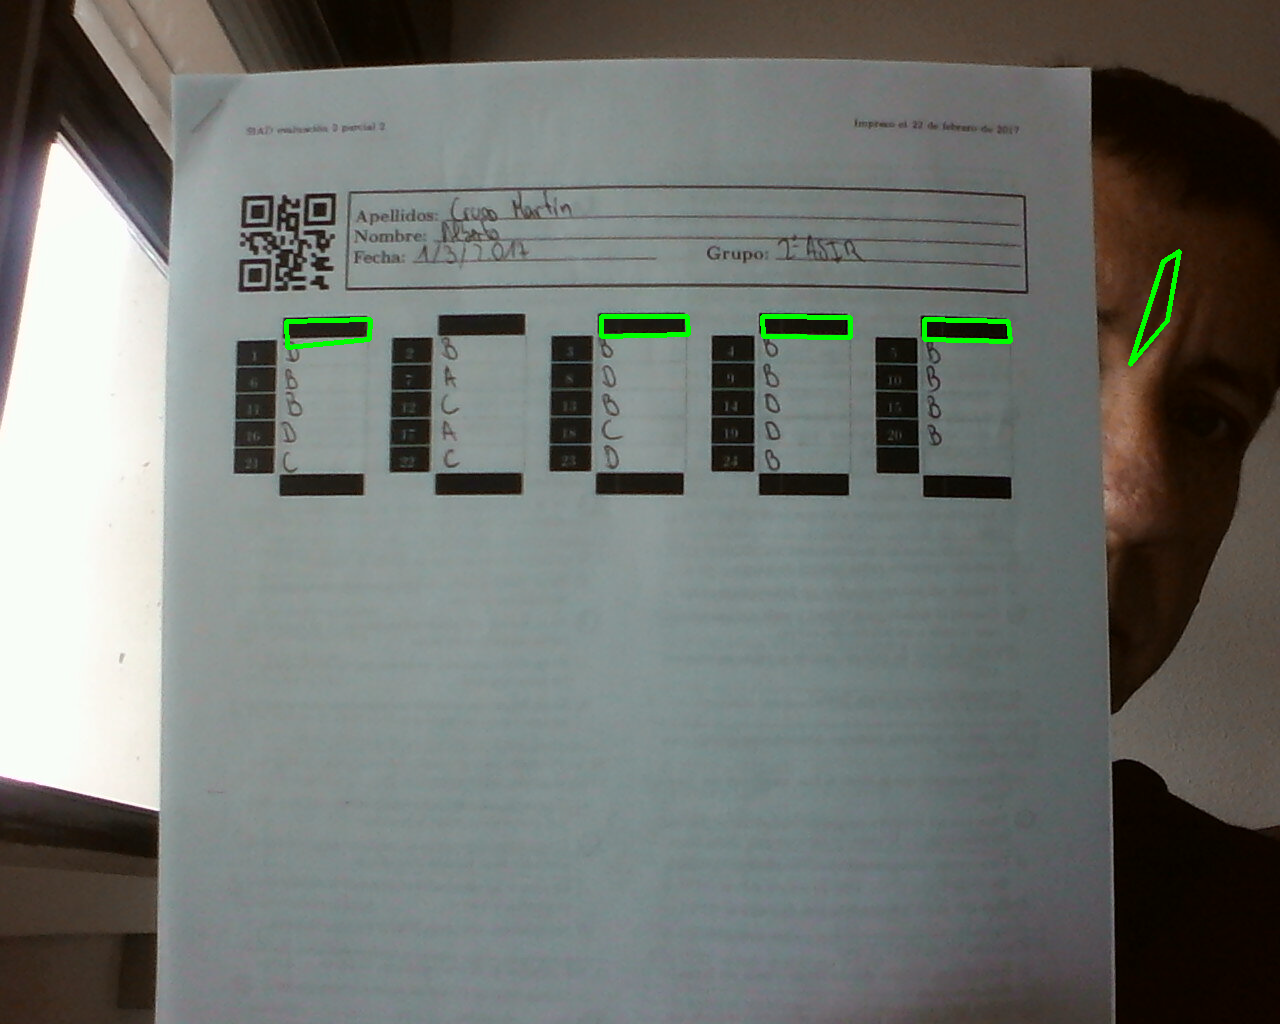 SIAD evaluación 2 parcial 2 Impreso el 22 de febrero de 2017
Apellidos: Crespo Martín
Nombre: Alberto
Fecha: 1/3/2017 Grupo: 2º ASIR
1 D 2 B 3 B 4 D 5 B
6 B 7 A 8 D 9 B 10 B
11 B 12 C 13 B 14 D 15 B
16 D 17 A 18 C 19 D 20 B
21 C 22 C 23 D 24 B